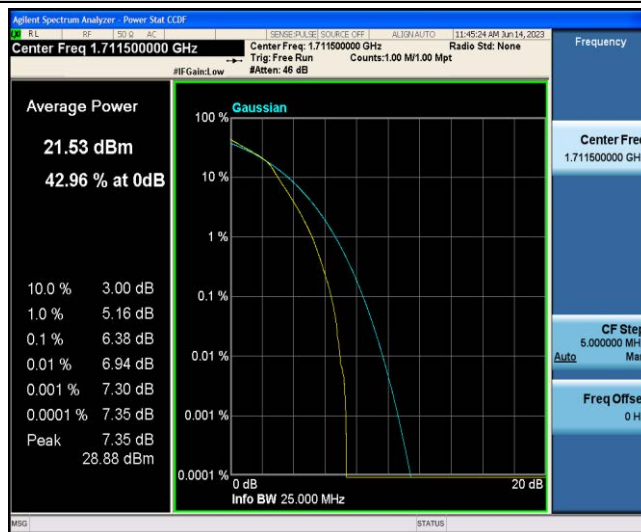 Agilent Spectrum Analyzer - Power Stat CCDF
RL RF 50 Ω AC SENSE:PULSE SOURCE OFF ALIGN AUTO 11:45:24 AM Jun 14, 2023
Center Freq 1.711500000 GHz
Center Freq: 1.711500000 GHz Radio Std: None
Trig: Free Run Counts:1.00 M/1.00 Mpt
#IFGain:Low #Atten: 46 dB
Frequency
Average Power
21.53 dBm
42.96 % at 0dB
10.0 % 3.00 dB
1.0 % 5.16 dB
0.1 % 6.38 dB
0.01 % 6.94 dB
0.001 % 7.30 dB
0.0001 % 7.35 dB
Peak 7.35 dB
28.88 dBm
Gaussian
100 %
10 %
1 %
0.1 %
0.01 %
0.001 %
0.0001 %
0 dB 20 dB
Info BW 25.000 MHz
Center Freq
1.711500000 GH
CF Step
5.000000 MH
Auto Ma
Freq Offse
0 H
MSG STATUS